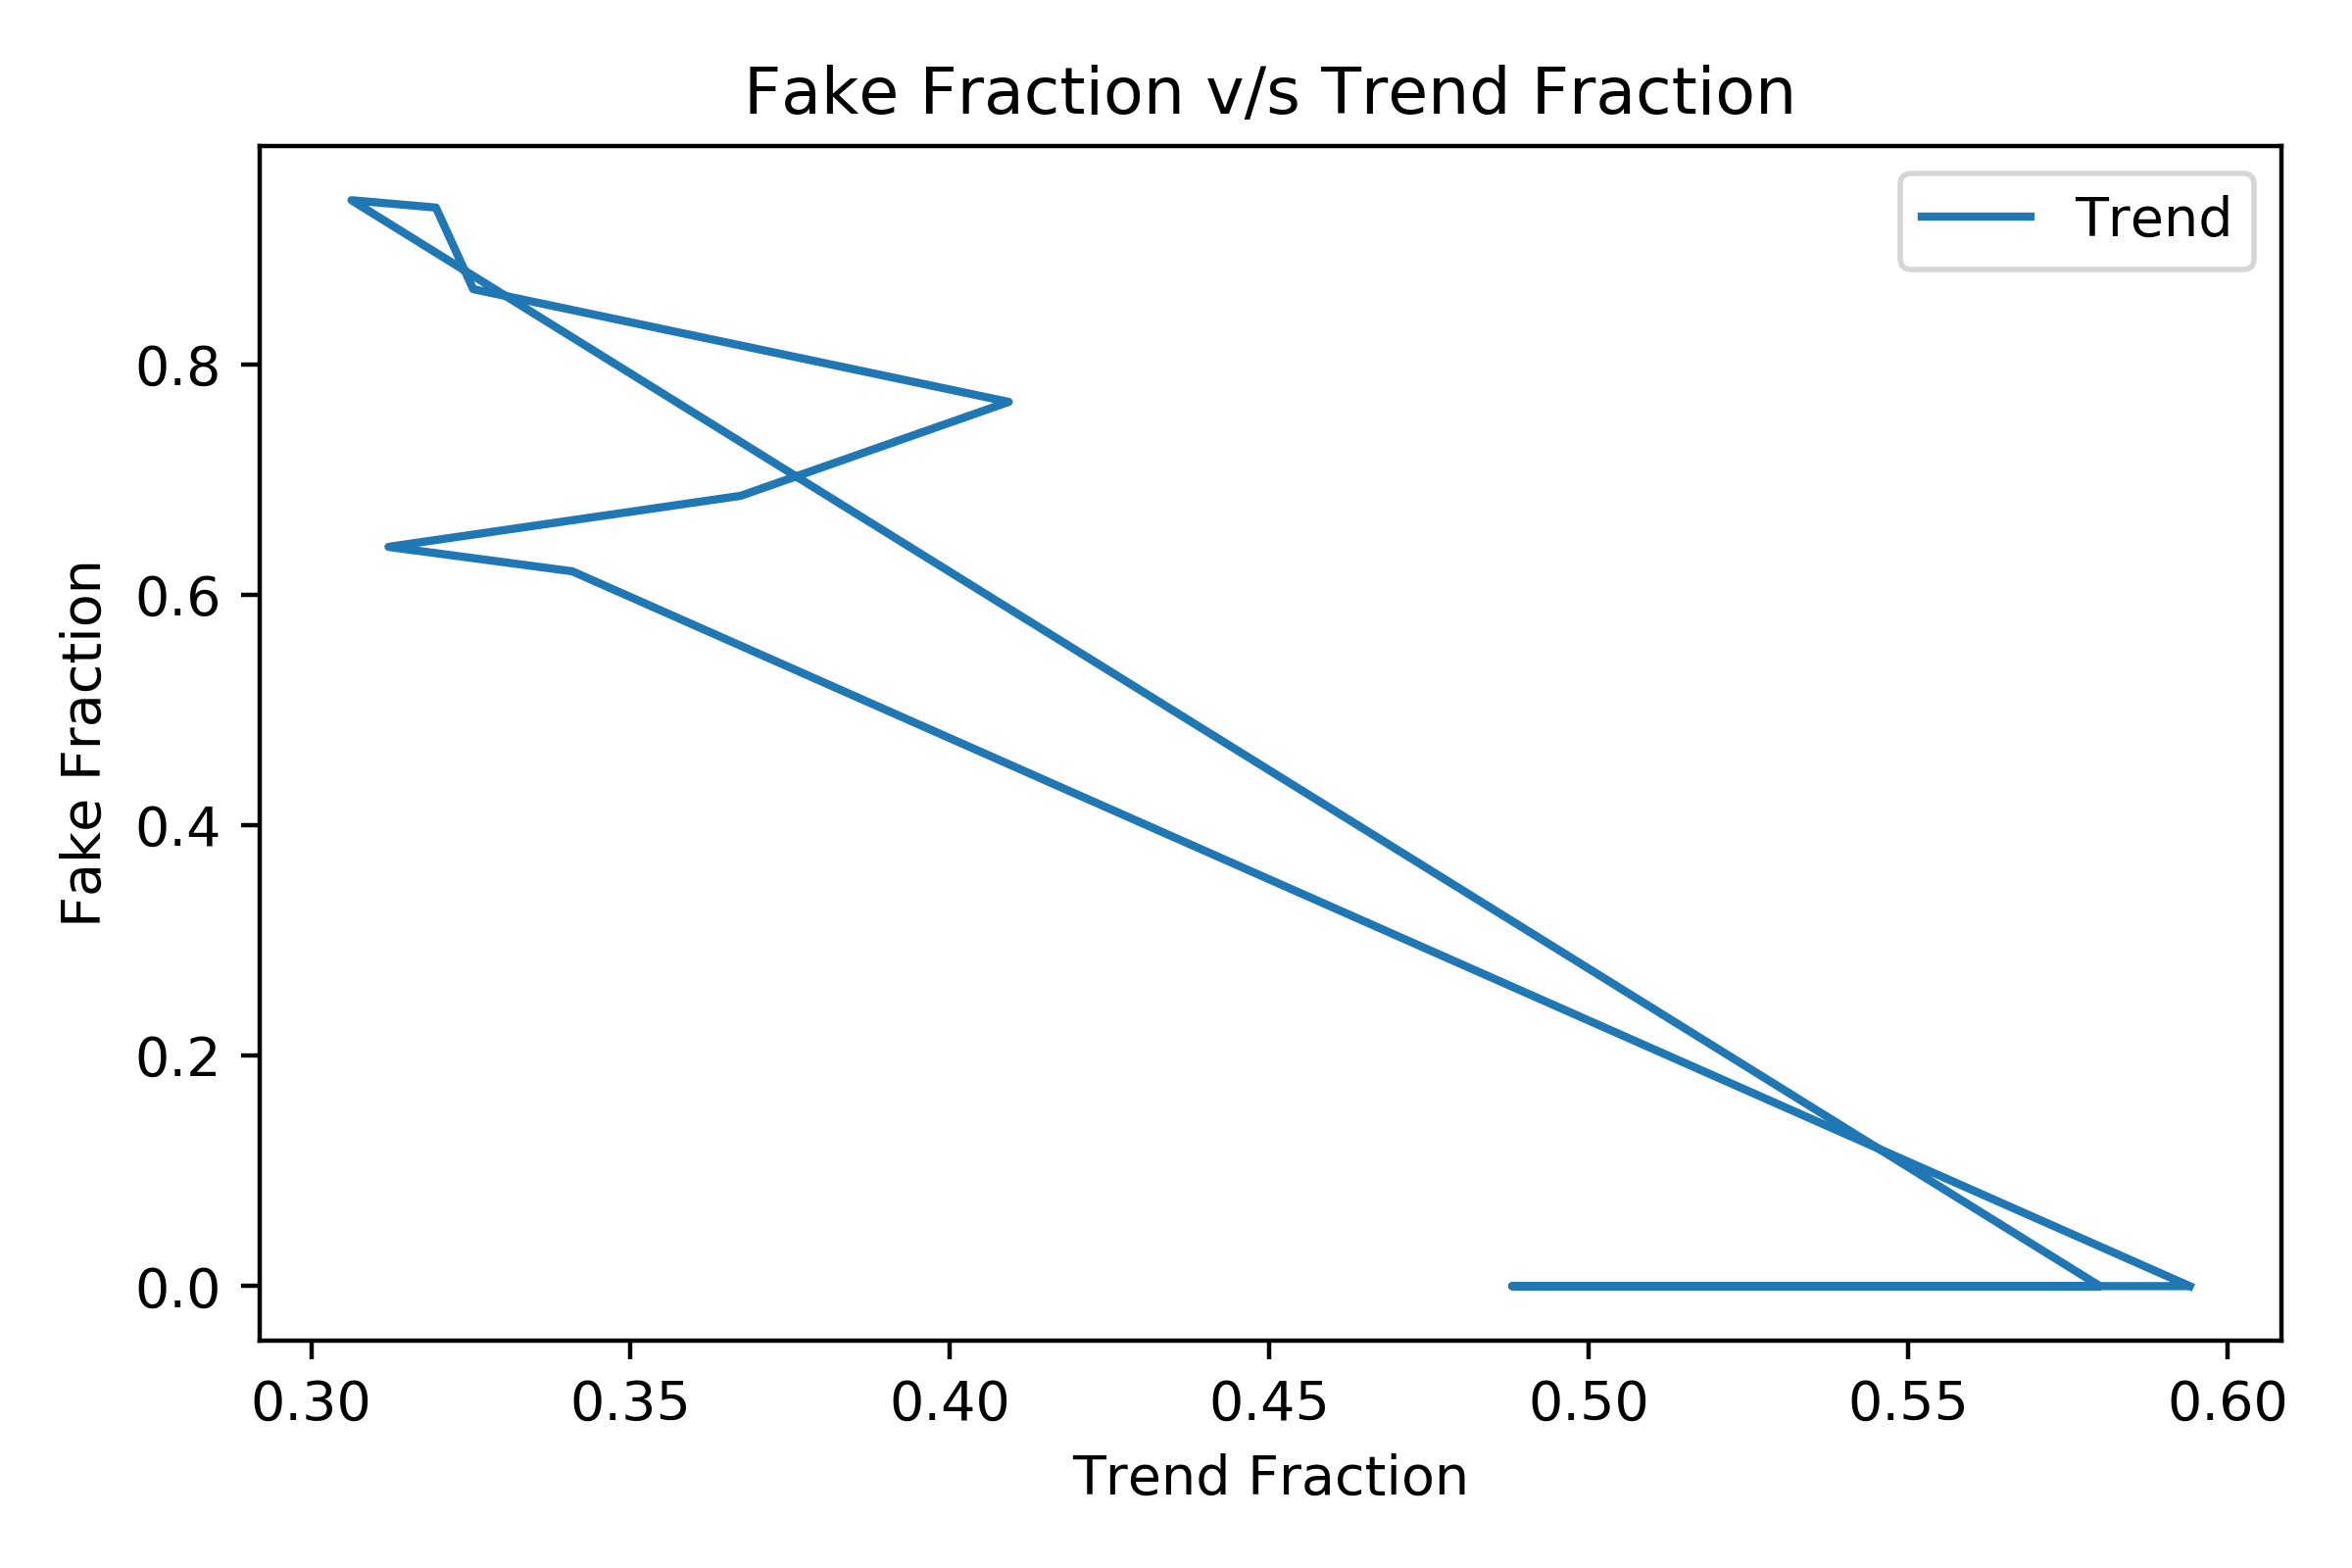 Fake Fraction v/s Trend Fraction
Trend
Fake Fraction
0.8
0.6
0.4
0.2
0.0
0.30 0.35 0.40 0.45 0.50 0.55 0.60
Trend Fraction